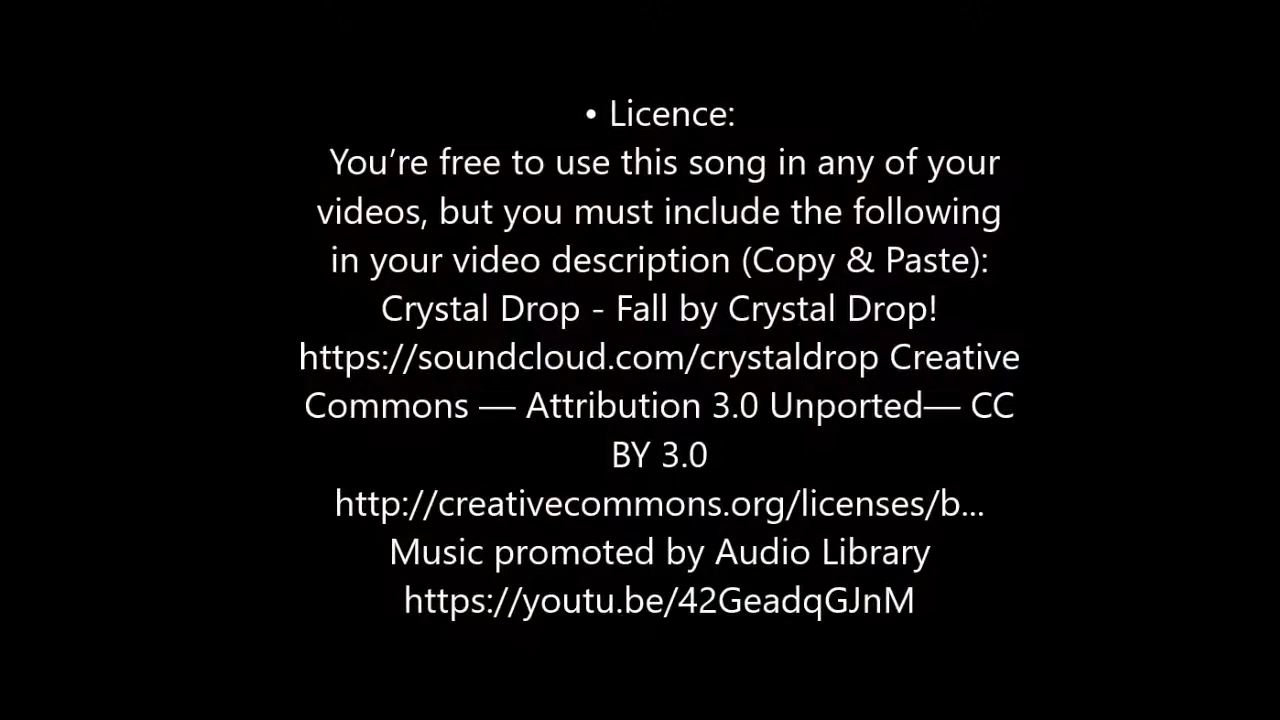 • Licence:
You’re free to use this song in any of your
videos, but you must include the following
in your video description (Copy & Paste):
Crystal Drop - Fall by Crystal Drop!
https://soundcloud.com/crystaldrop Creative
Commons — Attribution 3.0 Unported— CC
BY 3.0
http://creativecommons.org/licenses/b...
Music promoted by Audio Library
https://youtu.be/42GeadqGJnM